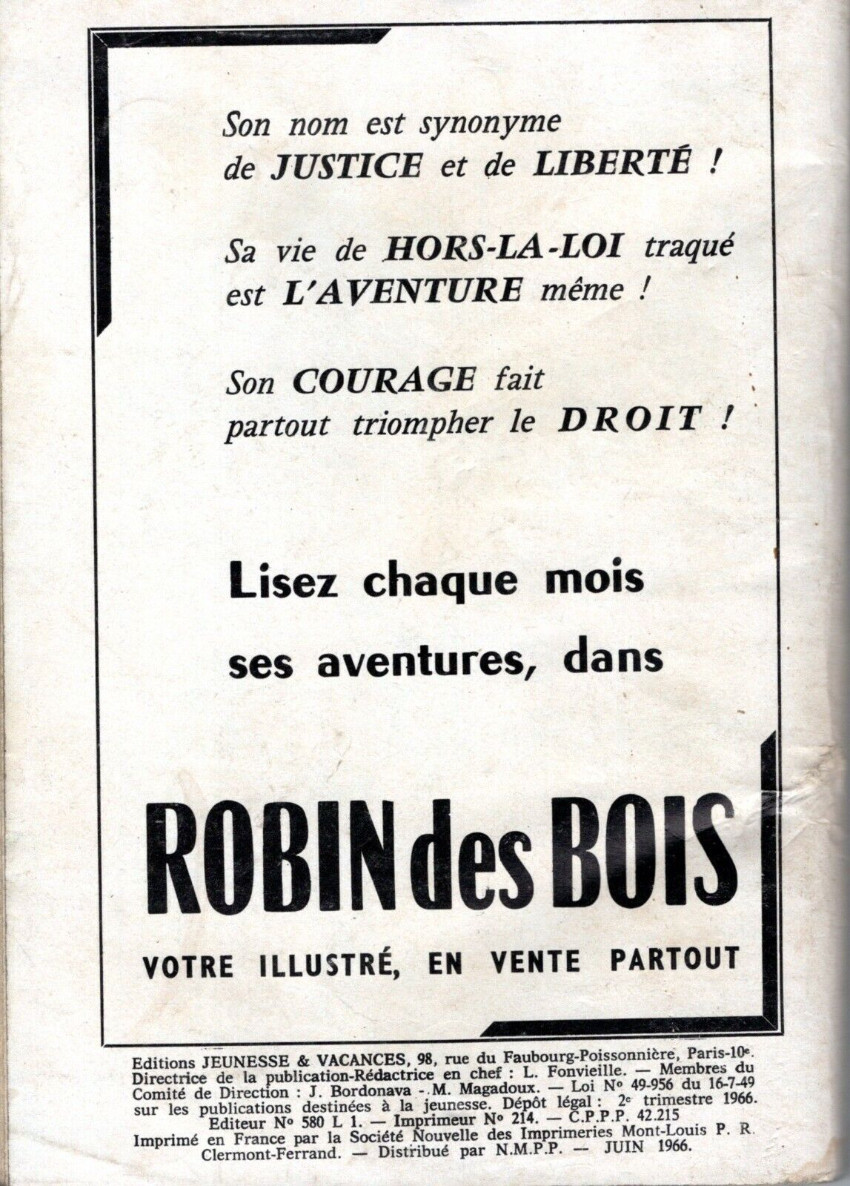 Son nom est synonyme
de JUSTICE et de LIBERTÉ !
Sa vie de HORS-LA-LOI traqué
est L'AVENTURE même !
Son COURAGE fait
partout triompher le DROIT !
Lisez chaque mois
ses aventures, dans
ROBIN des BOIS
VOTRE ILLUSTRÉ, EN VENTE PARTOUT
Editions JEUNESSE & VACANCES, 98, rue du Faubourg-Poissonnière, Paris-10e.
Directrice de la publication-Rédactrice en chef : L. Fonvieille. — Membres du
Comité de Direction : J. Bordonava - M. Magadoux. — Loi No 49-956 du 16-7-49
sur les publications destinées à la jeunesse. Dépôt légal : 2e trimestre 1966.
Editeur No 580 L 1. — Imprimeur No 214. — C.P.P.P. 42.215
Imprimé en France par la Société Nouvelle des Imprimeries Mont-Louis P. R.
Clermont-Ferrand. — Distribué par N.M.P.P. — JUIN 1966.